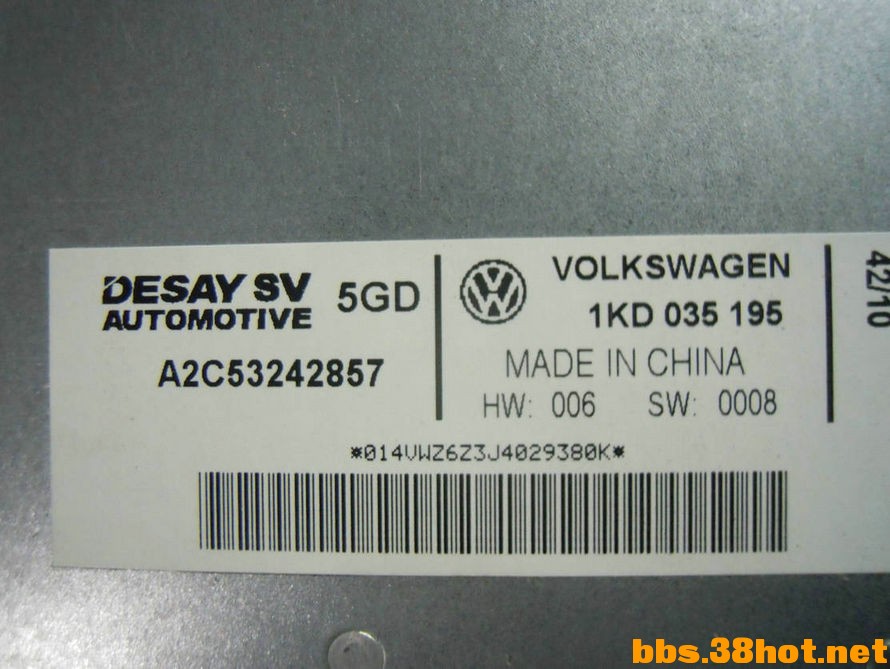 DESAY SV
AUTOMOTIVE
5GD
A2C53242857
VOLKSWAGEN
1KD 035 195
MADE IN CHINA
HW: 006 SW: 0008
42/10
*014VWZ6Z3J4029380K*
bbs.38hot.net